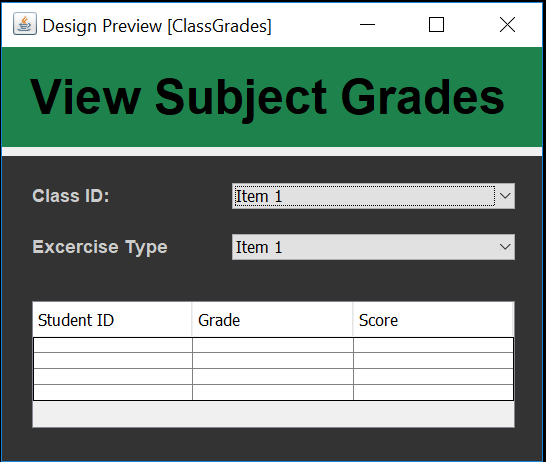 Design Preview [ClassGrades]
View Subject Grades
Class ID: Item 1
Excercise Type Item 1
Student ID Grade Score